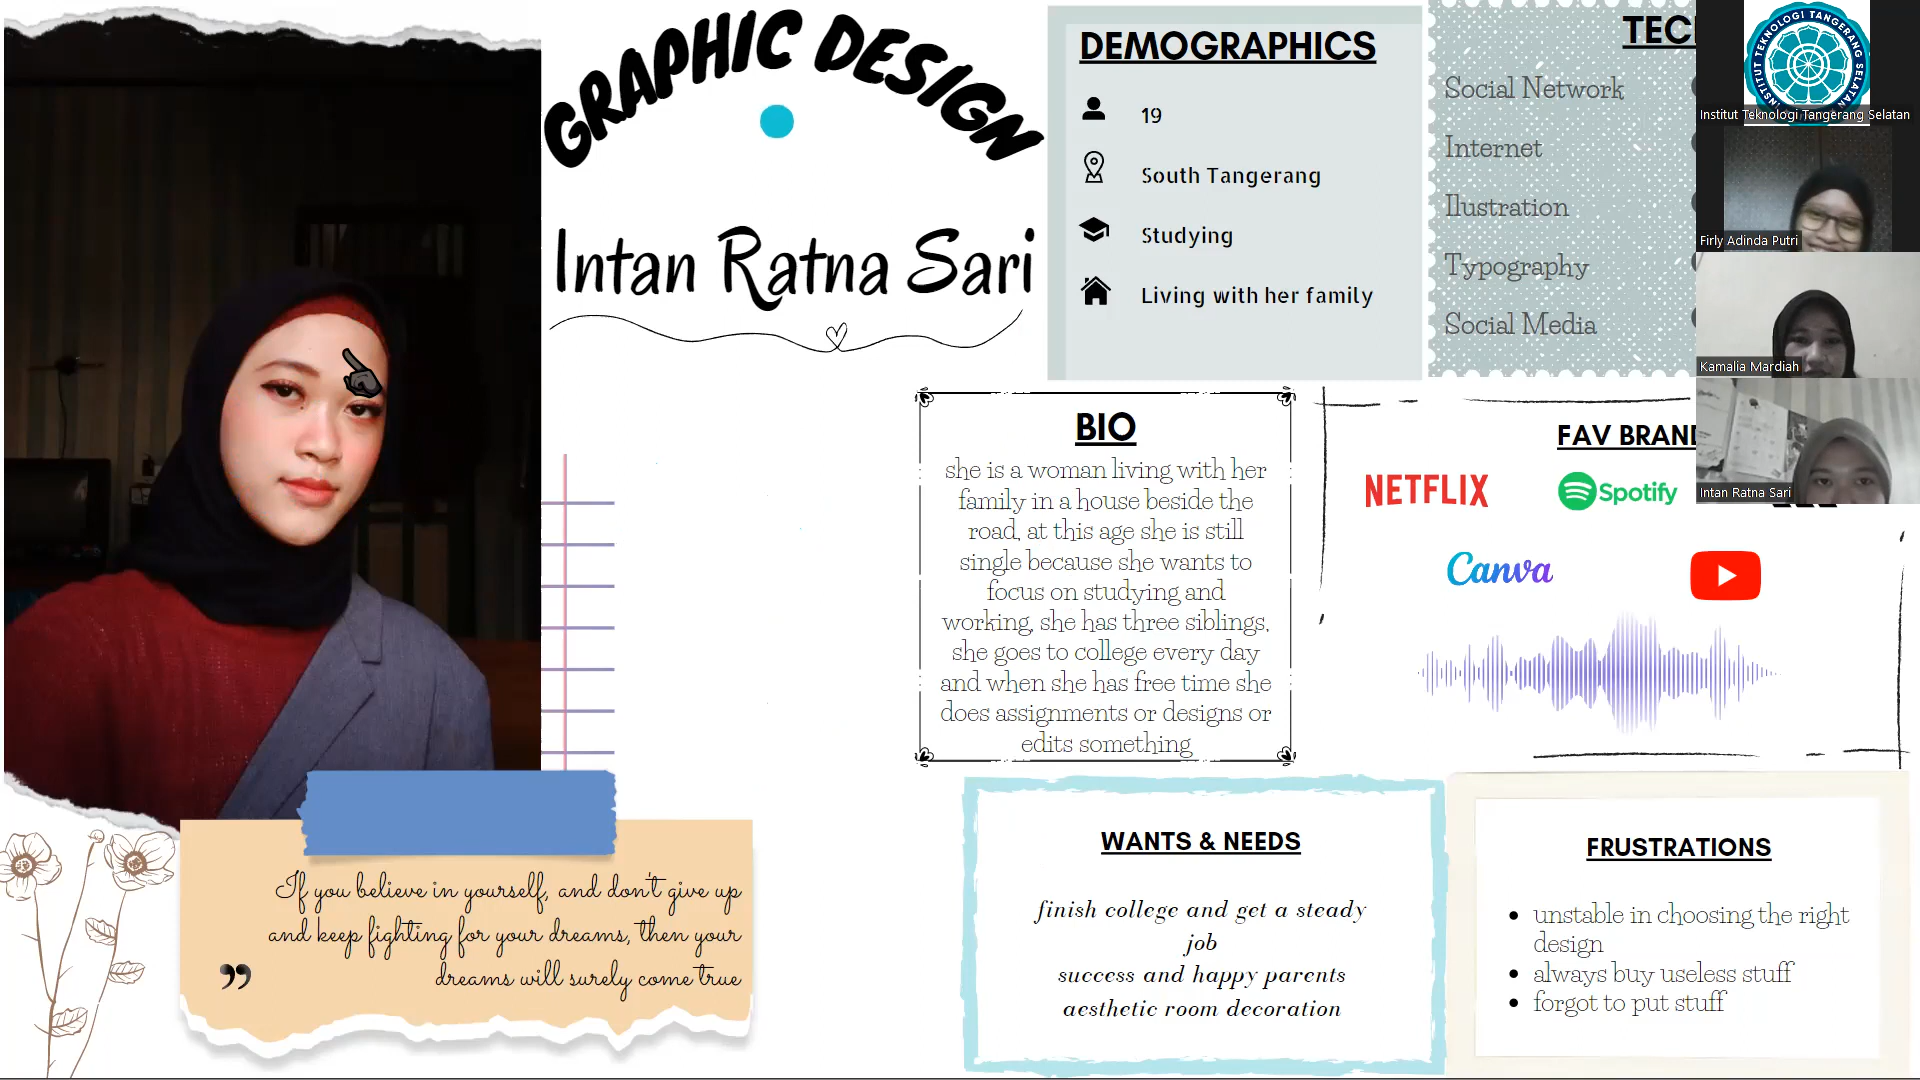 GRAPHIC DESIGN
Intan Ratna Sari
DEMOGRAPHICS
19
South Tangerang
Studying
Living with her family
TEC
Social Network
Internet
Ilustration
Typography
Social Media
INSTITUT TEKNOLOGI TANGERANG SELATAN
Institut Teknologi Tangerang Selatan
Firly Adinda Putri
Kamalia Mardiah
Intan Ratna Sari
BIO
she is a woman living with her
family in a house beside the
road, at this age she is still
single because she wants to
focus on studying and
working, she has three siblings,
she goes to college every day
and when she has free time she
does assignments or designs or
edits something
FAV BRAN
NETFLIX
Spotify
Canva
If you believe in yourself, and don't give up
and keep fighting for your dreams, then your
dreams will surely come true
”
WANTS & NEEDS
finish college and get a steady
job
success and happy parents
aesthetic room decoration
FRUSTRATIONS
• unstable in choosing the right
design
• always buy useless stuff
• forgot to put stuff